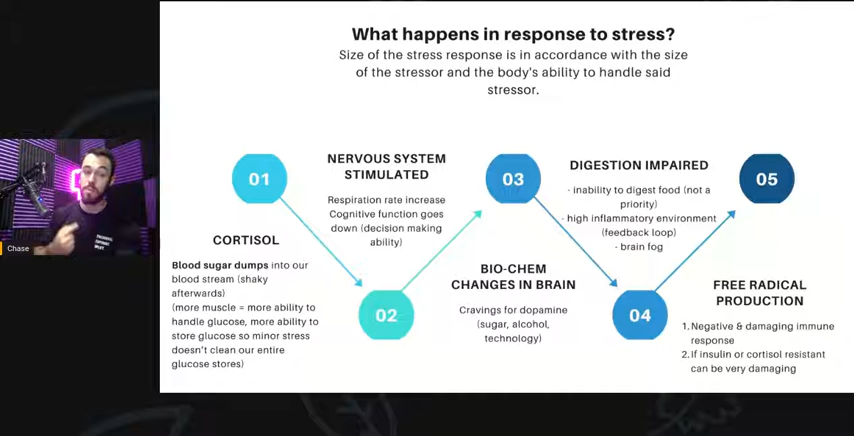 What happens in response to stress?
Size of the stress response is in accordance with the size
of the stressor and the body's ability to handle said
stressor.
01
CORTISOL
Blood sugar dumps into our
blood stream (shaky
afterwards)
(more muscle = more ability to
handle glucose, more ability to
store glucose so minor stress
doesn't clean our entire
glucose stores)
NERVOUS SYSTEM
STIMULATED
Respiration rate increase
Cognitive function goes
down (decision making
ability)
02
03
BIO-CHEM
CHANGES IN BRAIN
Cravings for dopamine
(sugar, alcohol,
technology)
DIGESTION IMPAIRED
- inability to digest food (not a
priority)
- high inflammatory environment
(feedback loop)
- brain fog
04
05
FREE RADICAL
PRODUCTION
1. Negative & damaging immune
response
2. If insulin or cortisol resistant
can be very damaging
Chase